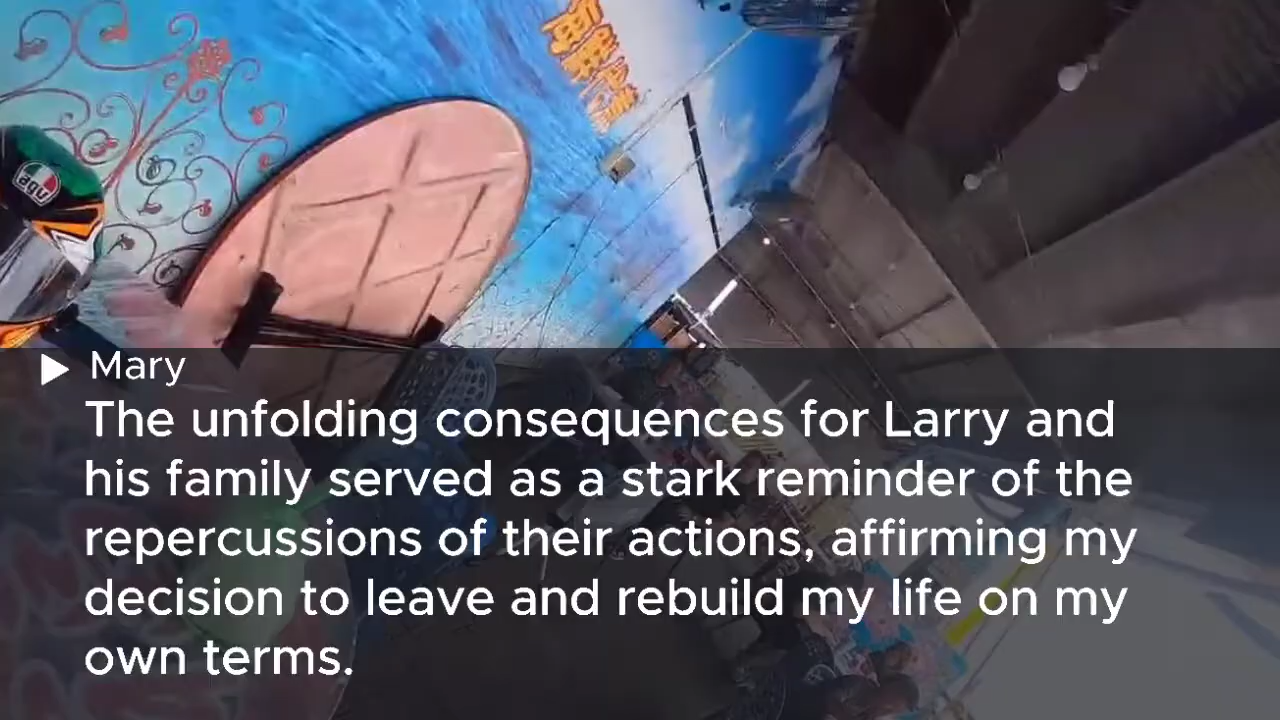 agv
Mary
The unfolding consequences for Larry and
his family served as a stark reminder of the
repercussions of their actions, affirming my
decision to leave and rebuild my life on my
own terms.